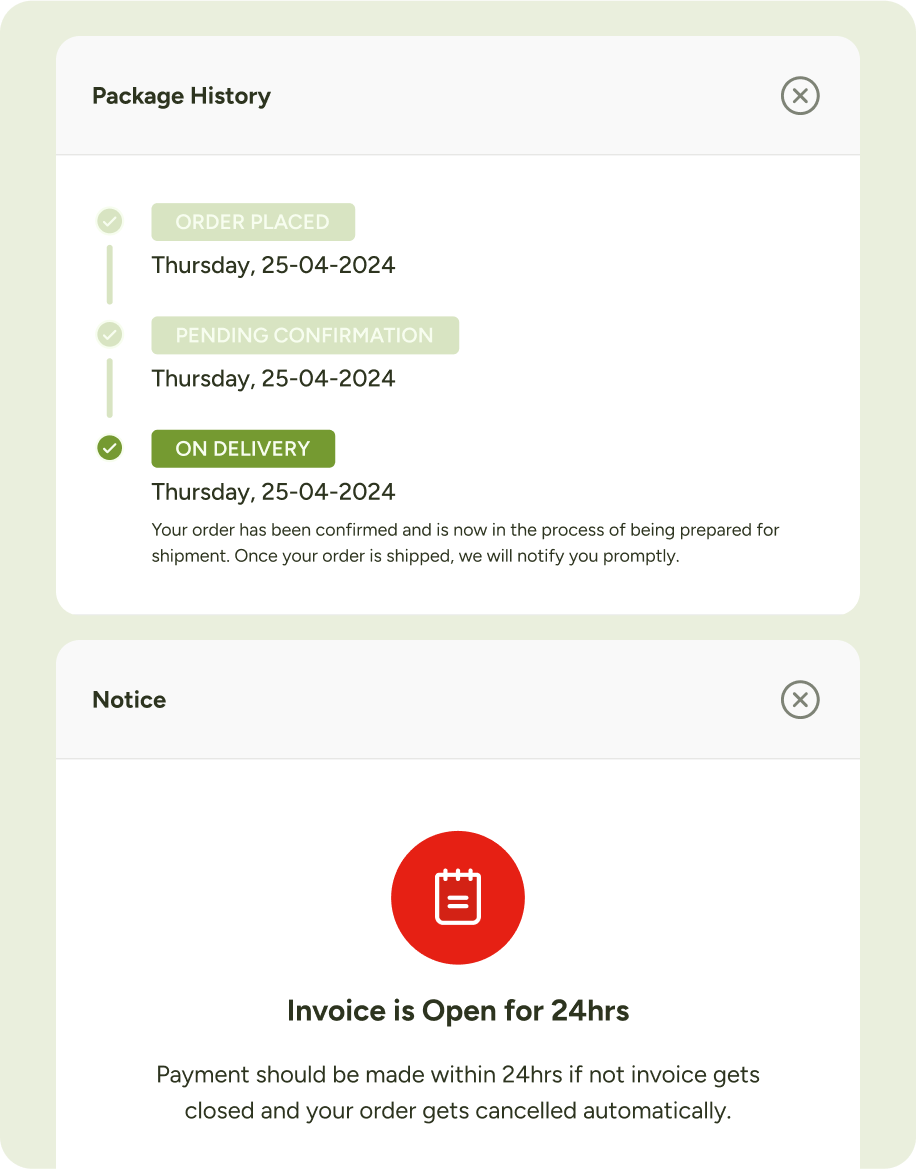 Package History
ORDER PLACED
Thursday, 25-04-2024
PENDING CONFIRMATION
Thursday, 25-04-2024
ON DELIVERY
Thursday, 25-04-2024
Your order has been confirmed and is now in the process of being prepared for
shipment. Once your order is shipped, we will notify you promptly.
Notice
Invoice is Open for 24hrs
Payment should be made within 24hrs if not invoice gets
closed and your order gets cancelled automatically.